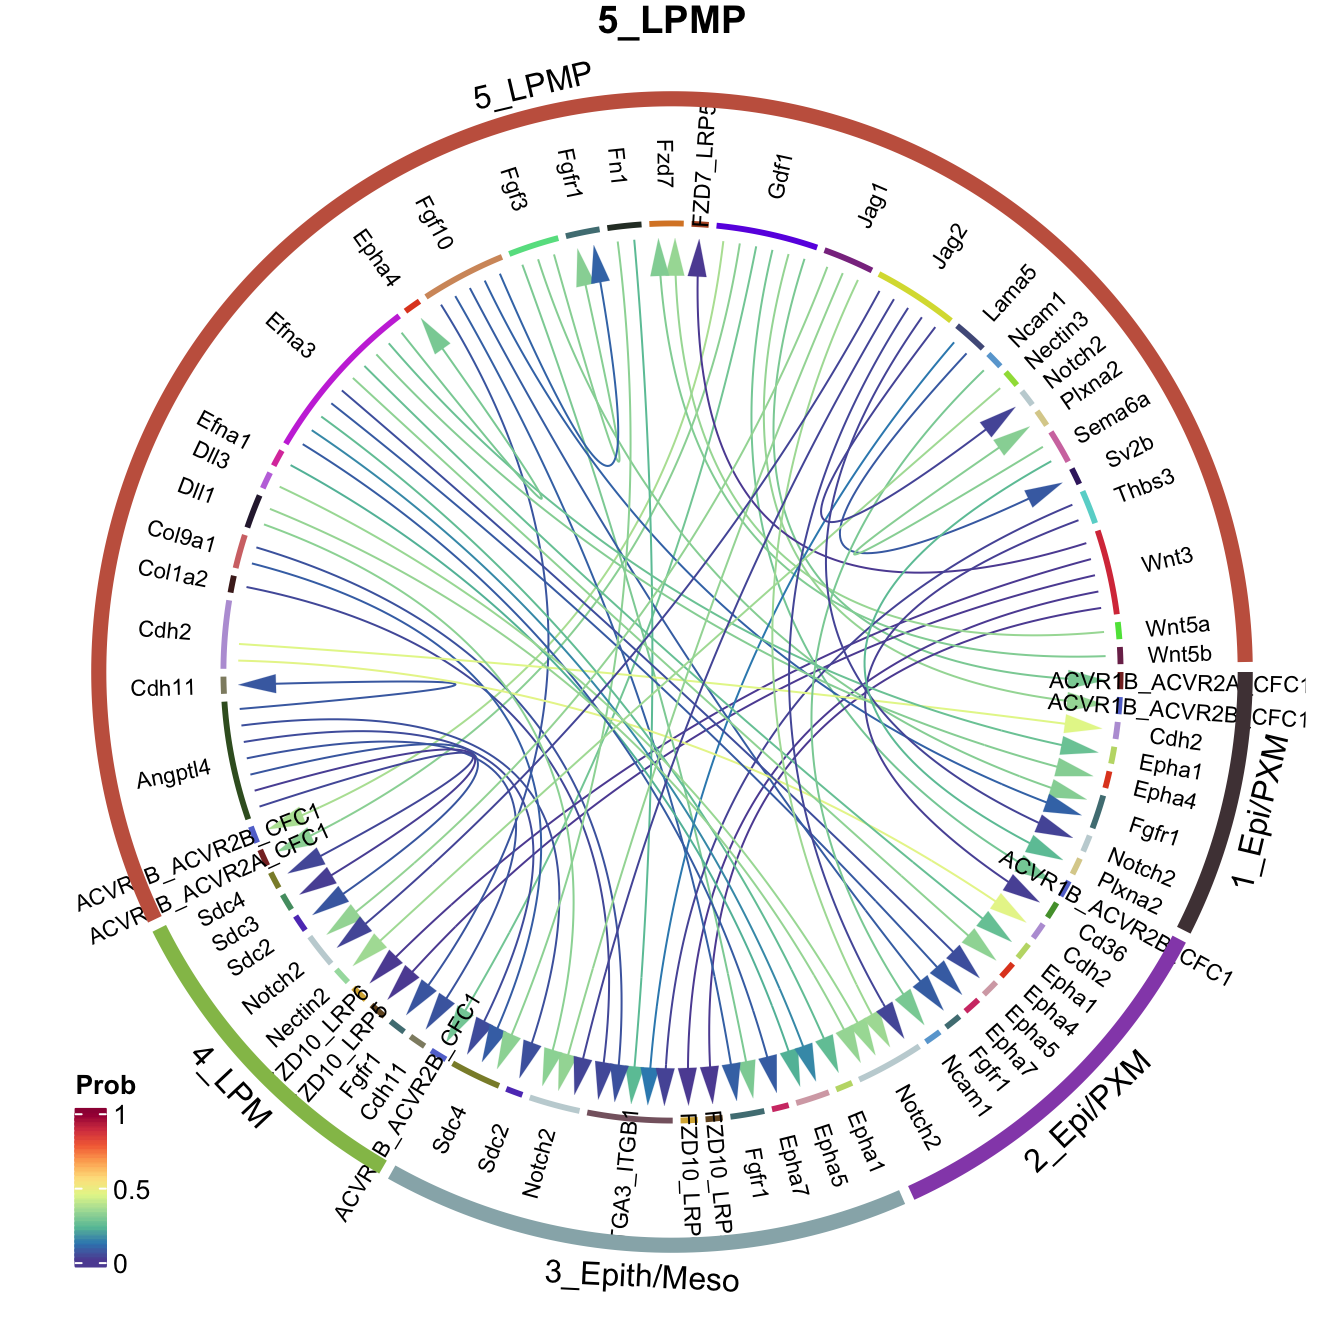 5_LPMP
5_LPMP
Fgf3
Fgfr1
Fn1
Fzd7
FZD7_LRP5
Gdf1
Jag1
Jag2
Lama5
Ncam1
Nectin3
Notch2
Plxna2
Sema6a
Sv2b
Thbs3
Wnt3
Wnt5a
Wnt5b
ACVR1B_ACVR2A_CFC1
ACVR1B_ACVR2B_CFC1
Cdh2
Epha1
Epha4
Fgfr1
Notch2
Plxna2
1_Epi/PXM
ACVR1B_ACVR2B_CFC1
Cd36
Cdh2
Epha1
Epha4
Epha5
Epha7
Fgfr1
Ncam1
Notch2
2_Epi/PXM
Epha1
Epha5
Epha7
Fgfr1
FZD10_LRP
FZD10_LRP
TGA3_ITGB1
Notch2
Sdc2
Sdc4
ACVR1B_ACVR2B_CFC1
3_Epith/Meso
Cdh11
Fgfr1
ZD10_LRP5
ZD10_LRP6
Nectin2
Notch2
Sdc2
Sdc3
Sdc4
4_LPM
ACVR1B_ACVR2A_CFC1
ACVR1B_ACVR2B_CFC1
Angptl4
Cdh11
Cdh2
Col1a2
Col9a1
Dll1
Dll3
Efna1
Efna3
Epha4
Fgf10
Prob
1
0.5
0